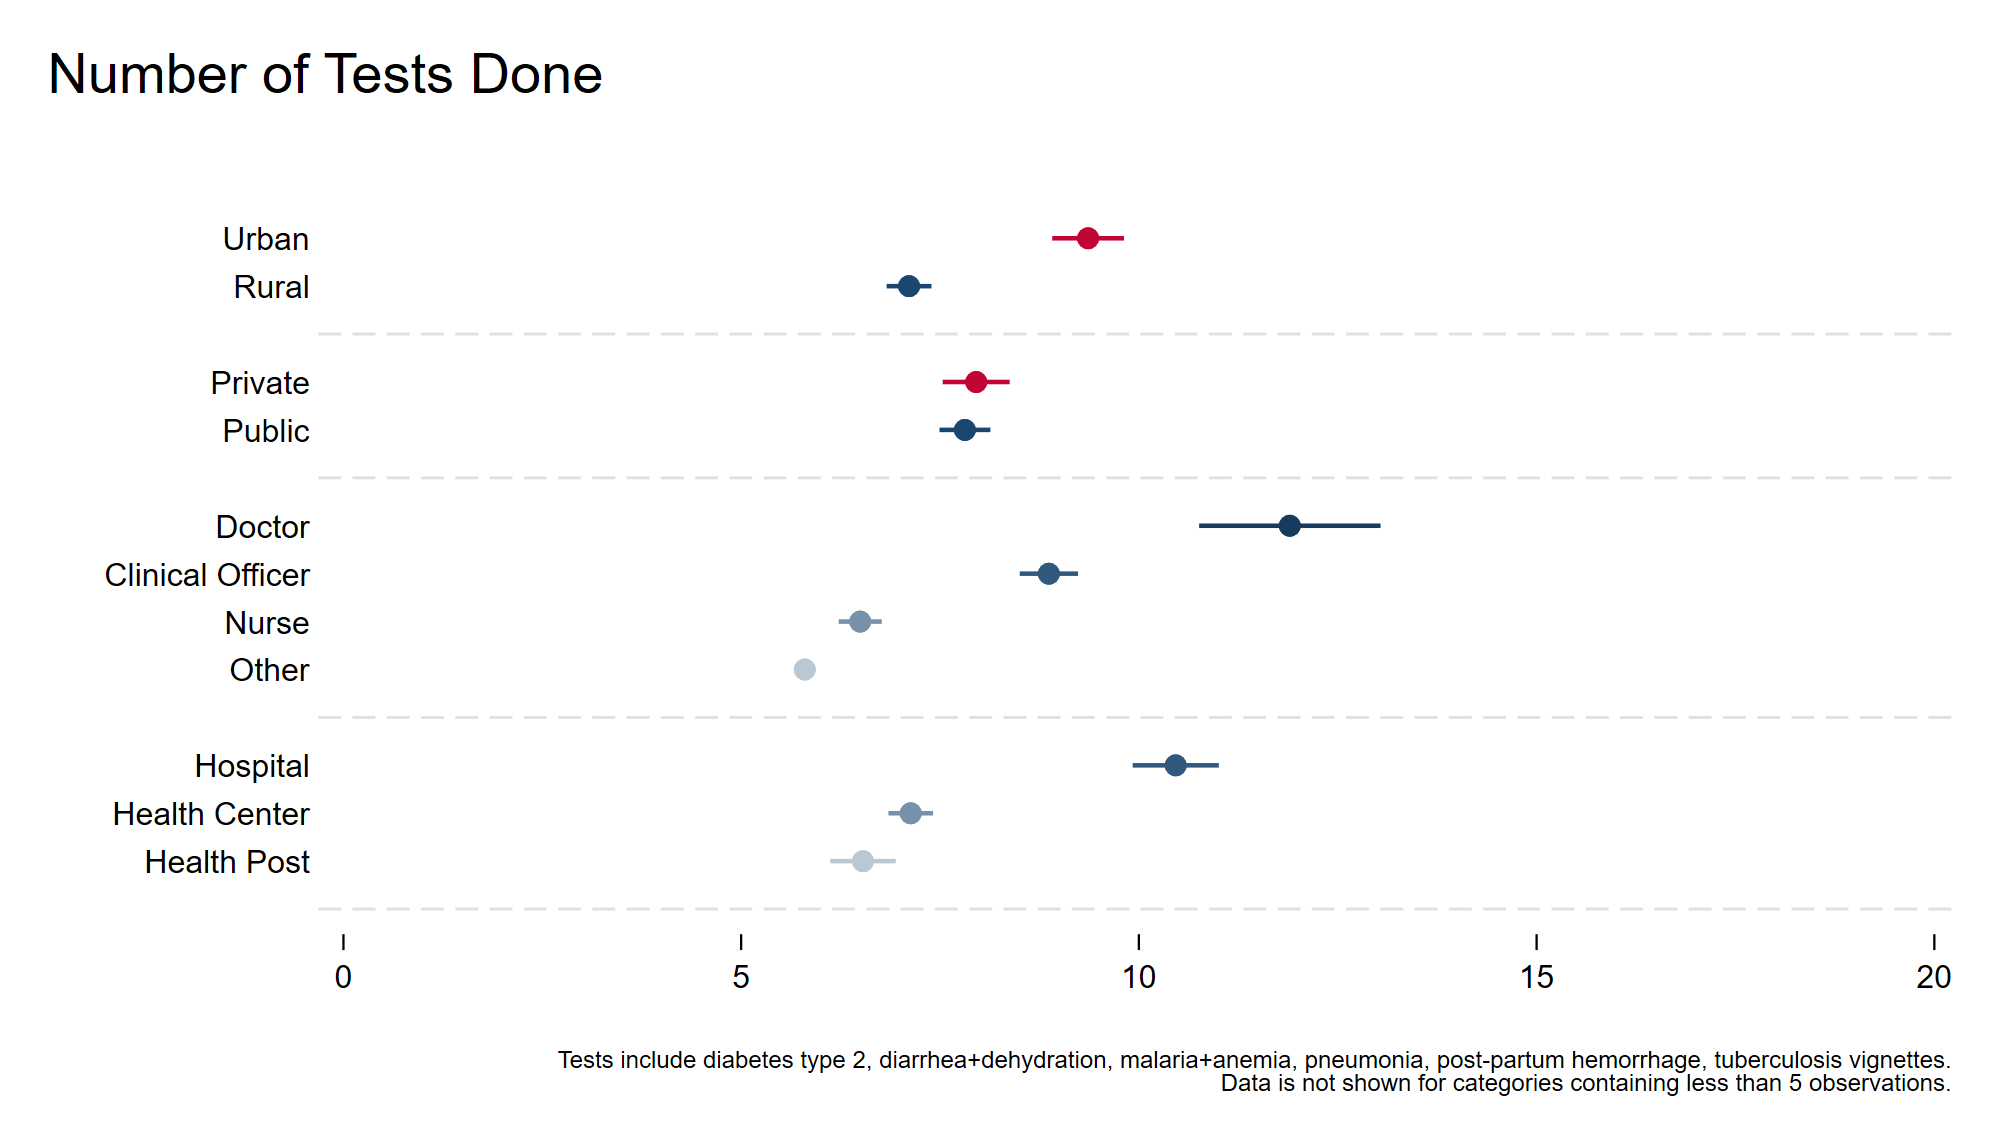 Number of Tests Done
Urban
Rural
Private
Public
Doctor
Clinical Officer
Nurse
Other
Hospital
Health Center
Health Post
0 5 10 15 20
Tests include diabetes type 2, diarrhea+dehydration, malaria+anemia, pneumonia, post-partum hemorrhage, tuberculosis vignettes.
Data is not shown for categories containing less than 5 observations.